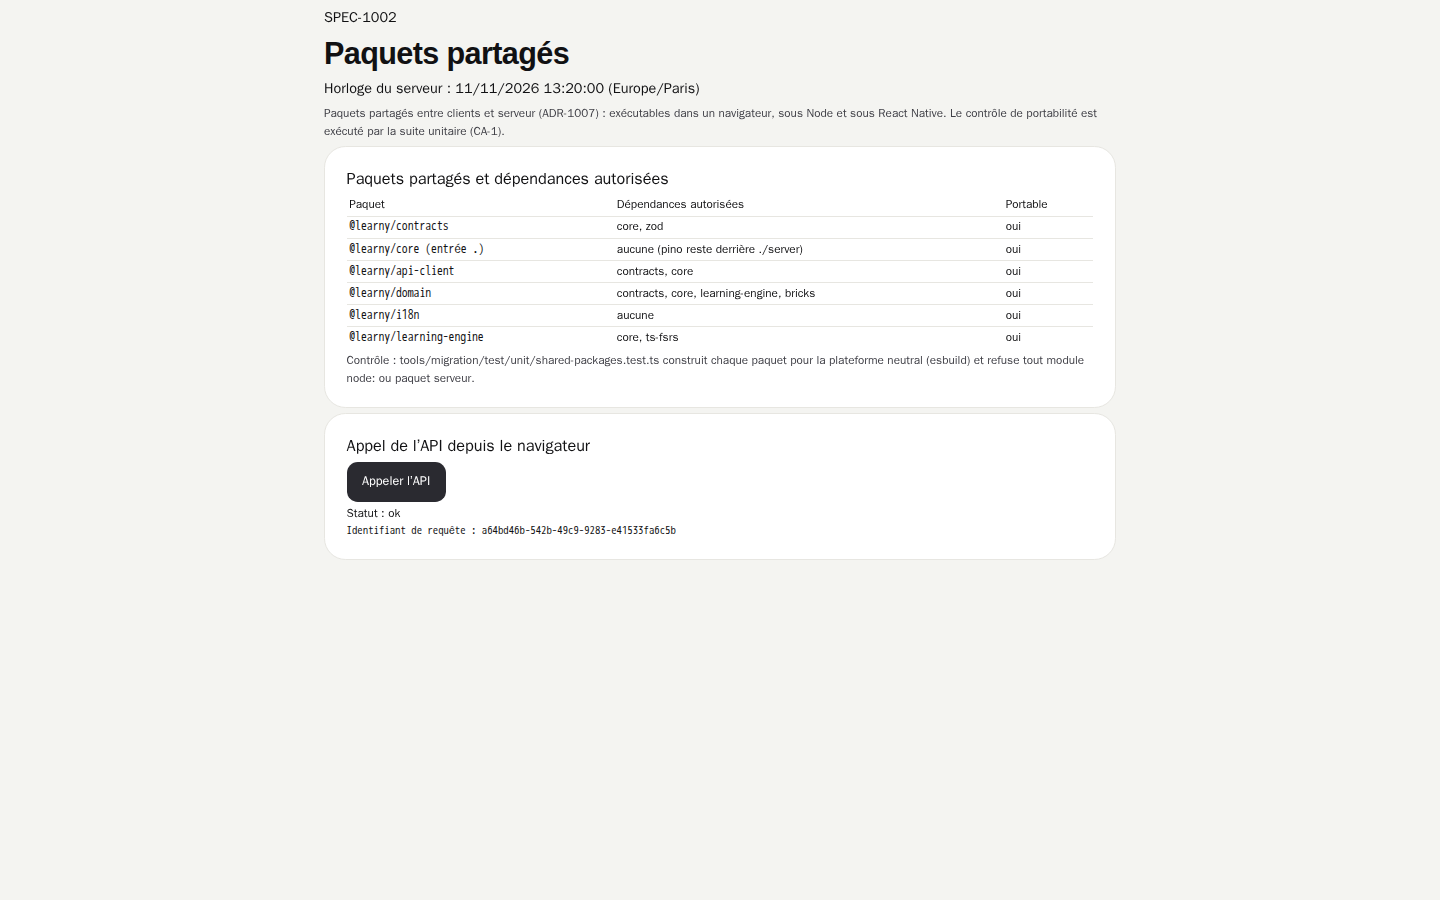 SPEC-1002
Paquets partagés
Horloge du serveur : 11/11/2026 13:20:00 (Europe/Paris)
Paquets partagés entre clients et serveur (ADR-1007) : exécutables dans un navigateur, sous Node et sous React Native. Le contrôle de portabilité est
exécuté par la suite unitaire (CA-1).
Paquets partagés et dépendances autorisées
Paquet Dépendances autorisées Portable
@learny/contracts core, zod oui
@learny/core (entrée .) aucune (pino reste derrière ./server) oui
@learny/api-client contracts, core oui
@learny/domain contracts, core, learning-engine, bricks oui
@learny/i18n aucune oui
@learny/learning-engine core, ts-fsrs oui
Contrôle : tools/migration/test/unit/shared-packages.test.ts construit chaque paquet pour la plateforme neutral (esbuild) et refuse tout module
node: ou paquet serveur.
Appel de l'API depuis le navigateur
Appeler l'API
Statut : ok
Identifiant de requête : a64bd46b-542b-49c9-9283-e41533fa6c5b